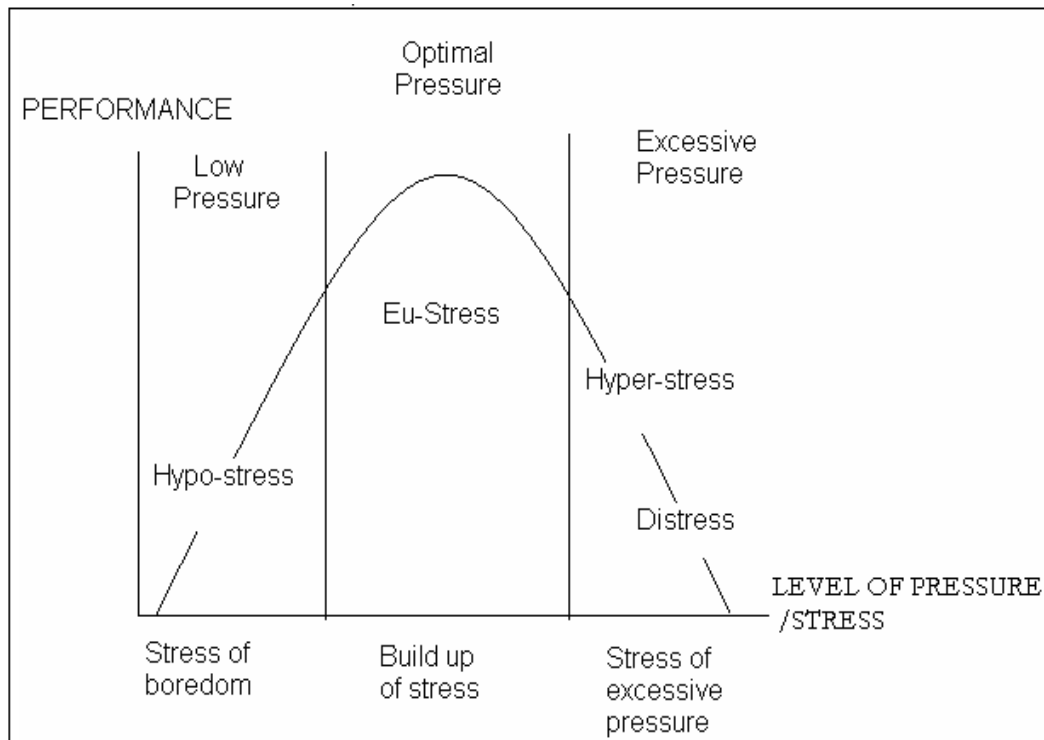 Optimal
Pressure
PERFORMANCE
Low
Pressure
Excessive
Pressure
Eu-Stress
Hyper-stress
Hypo-stress
Distress
LEVEL OF PRESSURE
/STRESS
Stress of
boredom
Build up
of stress
Stress of
excessive
pressure